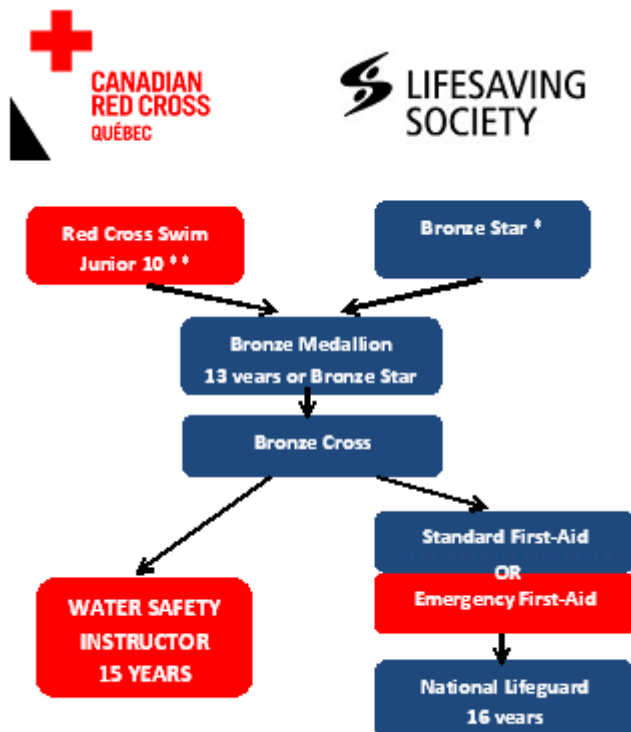 CANADIAN
RED CROSS
QUÉBEC
LIFESAVING
SOCIETY
Red Cross Swim
Junior 10 **
Bronze Star *
Bronze Medallion
13 years or Bronze Star
Bronze Cross
Standard First-Aid
OR
Emergency First-Aid
WATER SAFETY
INSTRUCTOR
15 YEARS
National Lifeguard
16 years